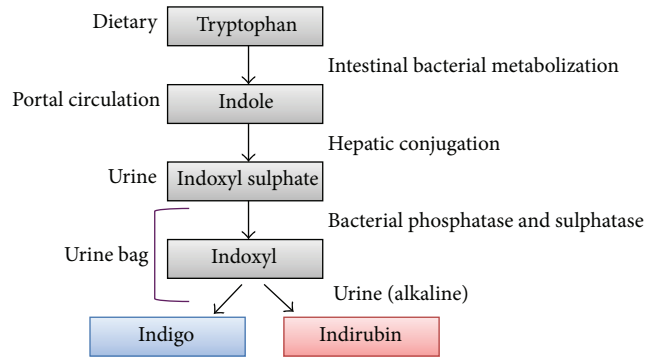 Dietary
Tryptophan
Intestinal bacterial metabolization
Portal circulation
Indole
Hepatic conjugation
Urine
Indoxyl sulphate
Bacterial phosphatase and sulphatase
Urine bag
Indoxyl
Urine (alkaline)
Indigo
Indirubin